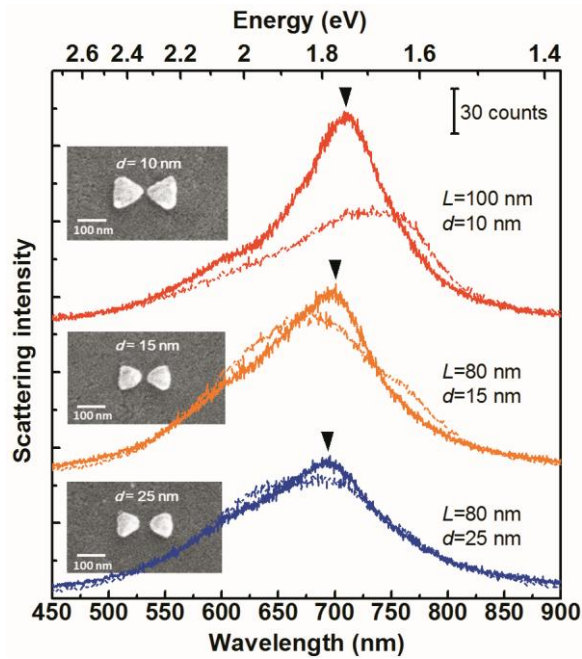 Energy (eV)
2.6 2.4 2.2 2 1.8 1.6 1.4
30 counts
d= 10 nm
100 nm
L=100 nm
d=10 nm
d= 15 nm
100 nm
L=80 nm
d=15 nm
d= 25 nm
100 nm
L=80 nm
d=25 nm
Scattering intensity
450 500 550 600 650 700 750 800 850 900
Wavelength (nm)